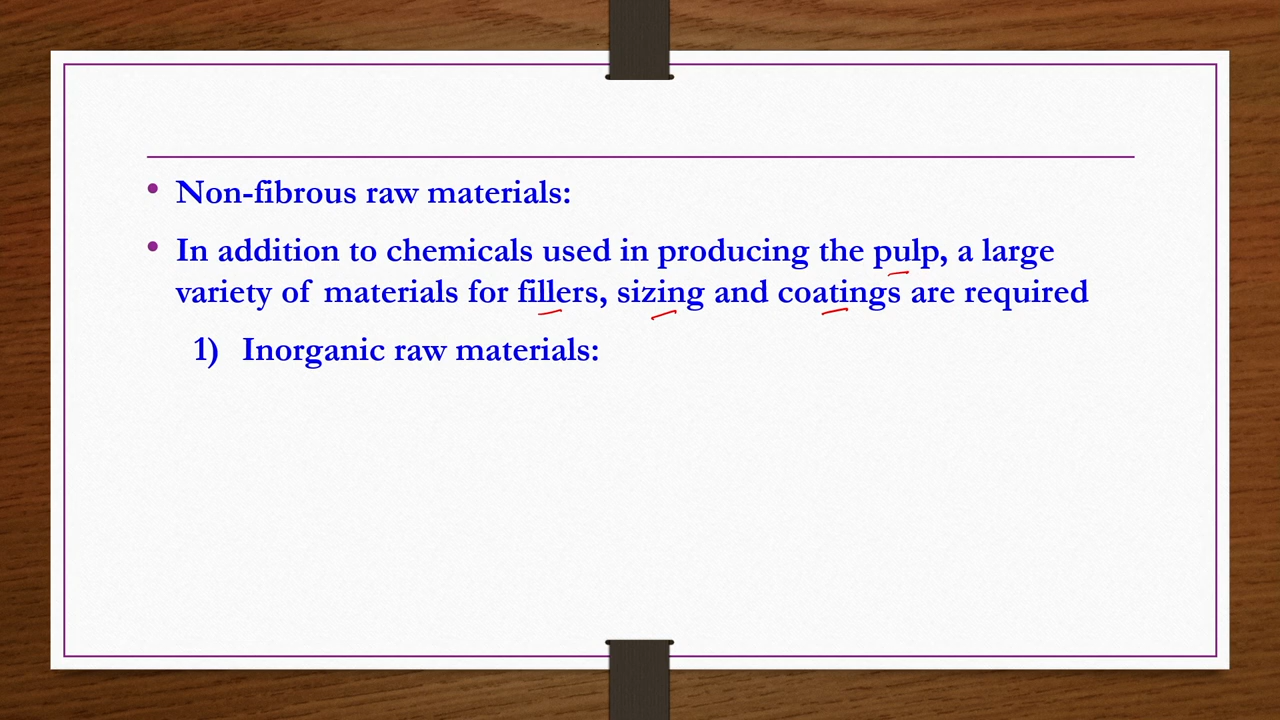 • Non-fibrous raw materials:
• In addition to chemicals used in producing the pulp, a large
variety of materials for fillers, sizing and coatings are required
1) Inorganic raw materials: